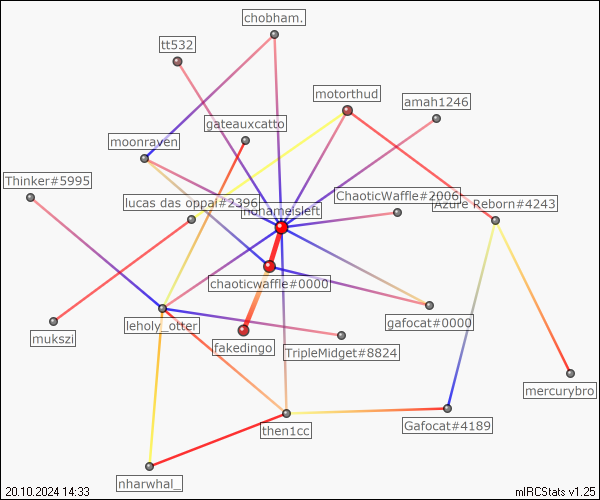 chobham.
tt532
motorthud
amah1246
gateauxcatto
moonraven
Thinker#5995
ChaoticWaffle#2006
lucas das oppai#2396
Azure Reborn#4243
nonameisleft
chaoticwaffle#0000
gafocat#0000
leholy_otter
mukszi
fakedingo
TripleMidget#8824
mercurybro
Gafocat#4189
then1cc
nharwhal_
20.10.2024 14:33
mIRCStats v1.25